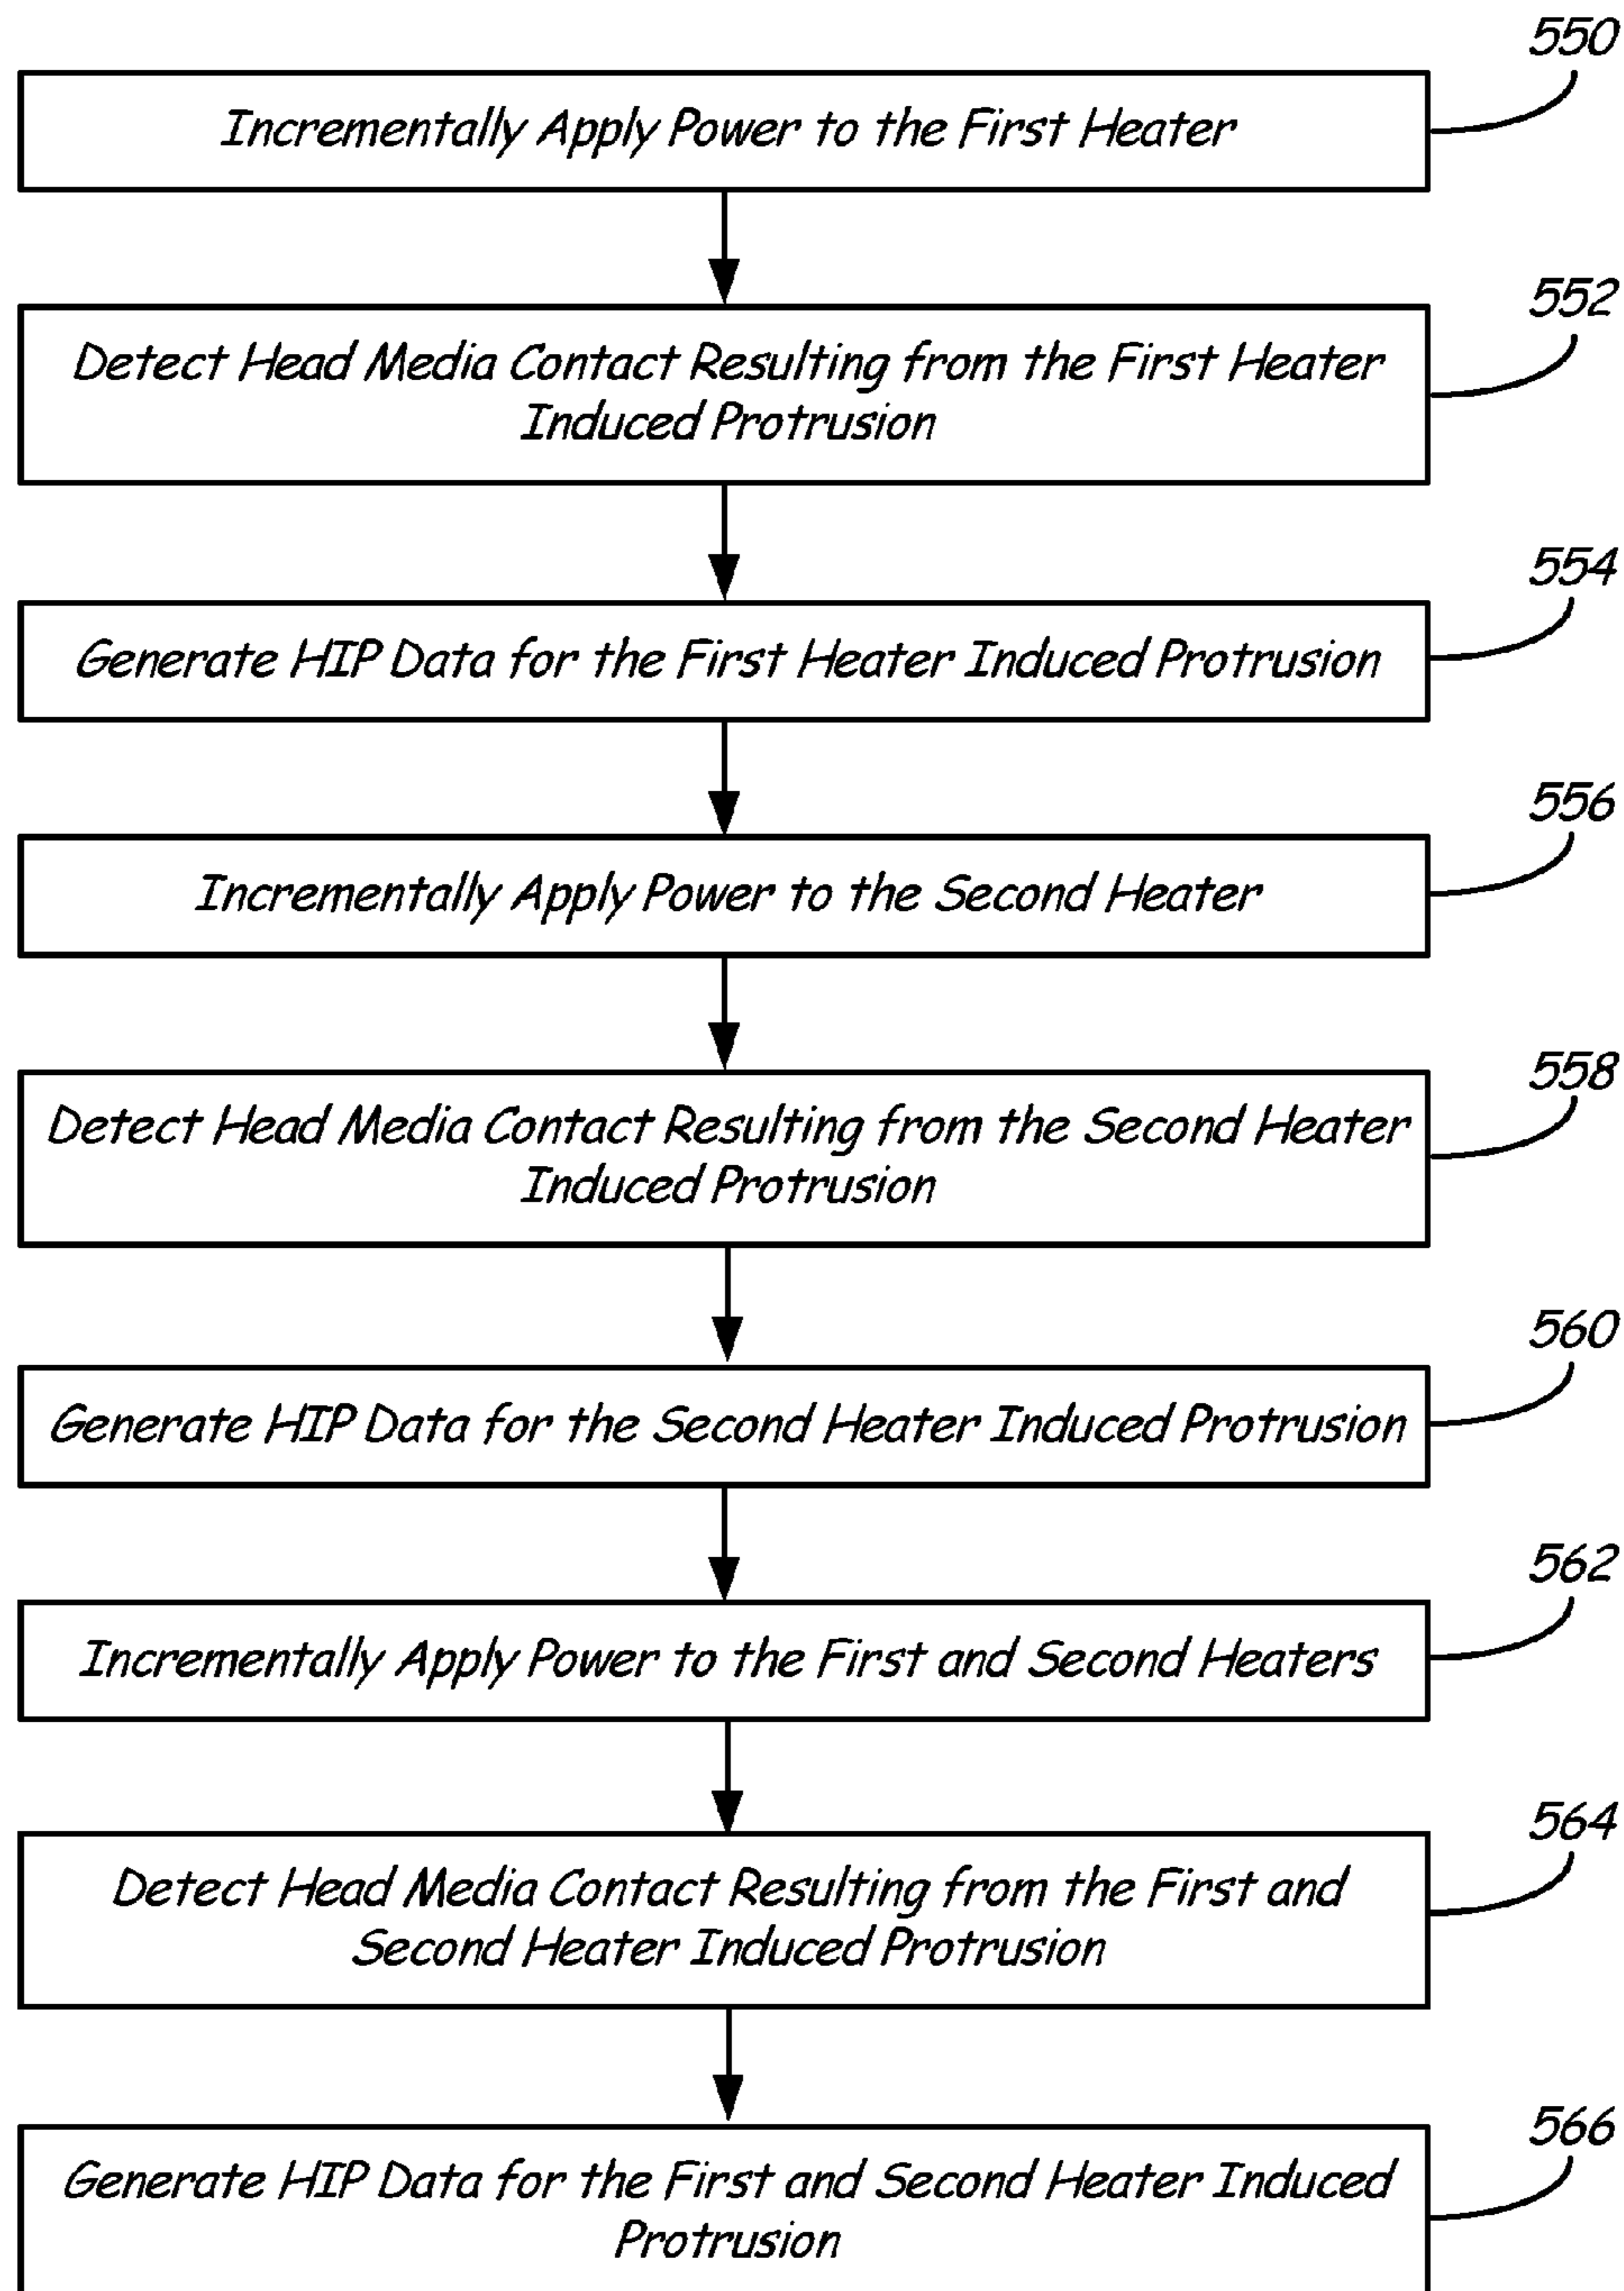 550
Incrementally Apply Power to the First Heater
552
Detect Head Media Contact Resulting from the First Heater
Induced Protrusion
554
Generate HIP Data for the First Heater Induced Protrusion
556
Incrementally Apply Power to the Second Heater
558
Detect Head Media Contact Resulting from the Second Heater
Induced Protrusion
560
Generate HIP Data for the Second Heater Induced Protrusion
562
Incrementally Apply Power to the First and Second Heaters
564
Detect Head Media Contact Resulting from the First and
Second Heater Induced Protrusion
566
Generate HIP Data for the First and Second Heater Induced
Protrusion